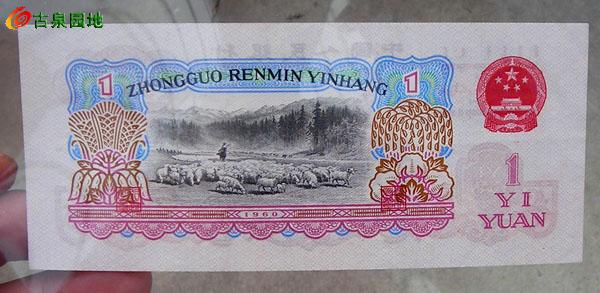 古泉园地
1
1
ZHONGGUO RENMIN YINHANG
1
YI
YUAN
1960